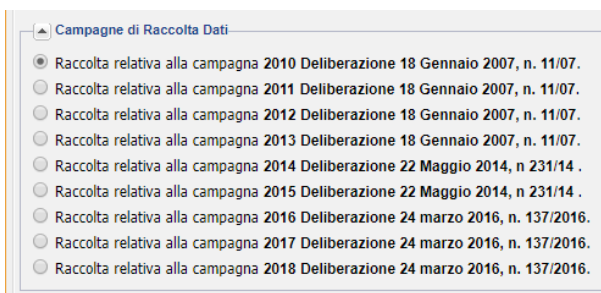 Campagne di Raccolta Dati
Raccolta relativa alla campagna 2010 Deliberazione 18 Gennaio 2007, n. 11/07.
Raccolta relativa alla campagna 2011 Deliberazione 18 Gennaio 2007, n. 11/07.
Raccolta relativa alla campagna 2012 Deliberazione 18 Gennaio 2007, n. 11/07.
Raccolta relativa alla campagna 2013 Deliberazione 18 Gennaio 2007, n. 11/07.
Raccolta relativa alla campagna 2014 Deliberazione 22 Maggio 2014, n 231/14 .
Raccolta relativa alla campagna 2015 Deliberazione 22 Maggio 2014, n 231/14 .
Raccolta relativa alla campagna 2016 Deliberazione 24 marzo 2016, n. 137/2016.
Raccolta relativa alla campagna 2017 Deliberazione 24 marzo 2016, n. 137/2016.
Raccolta relativa alla campagna 2018 Deliberazione 24 marzo 2016, n. 137/2016.